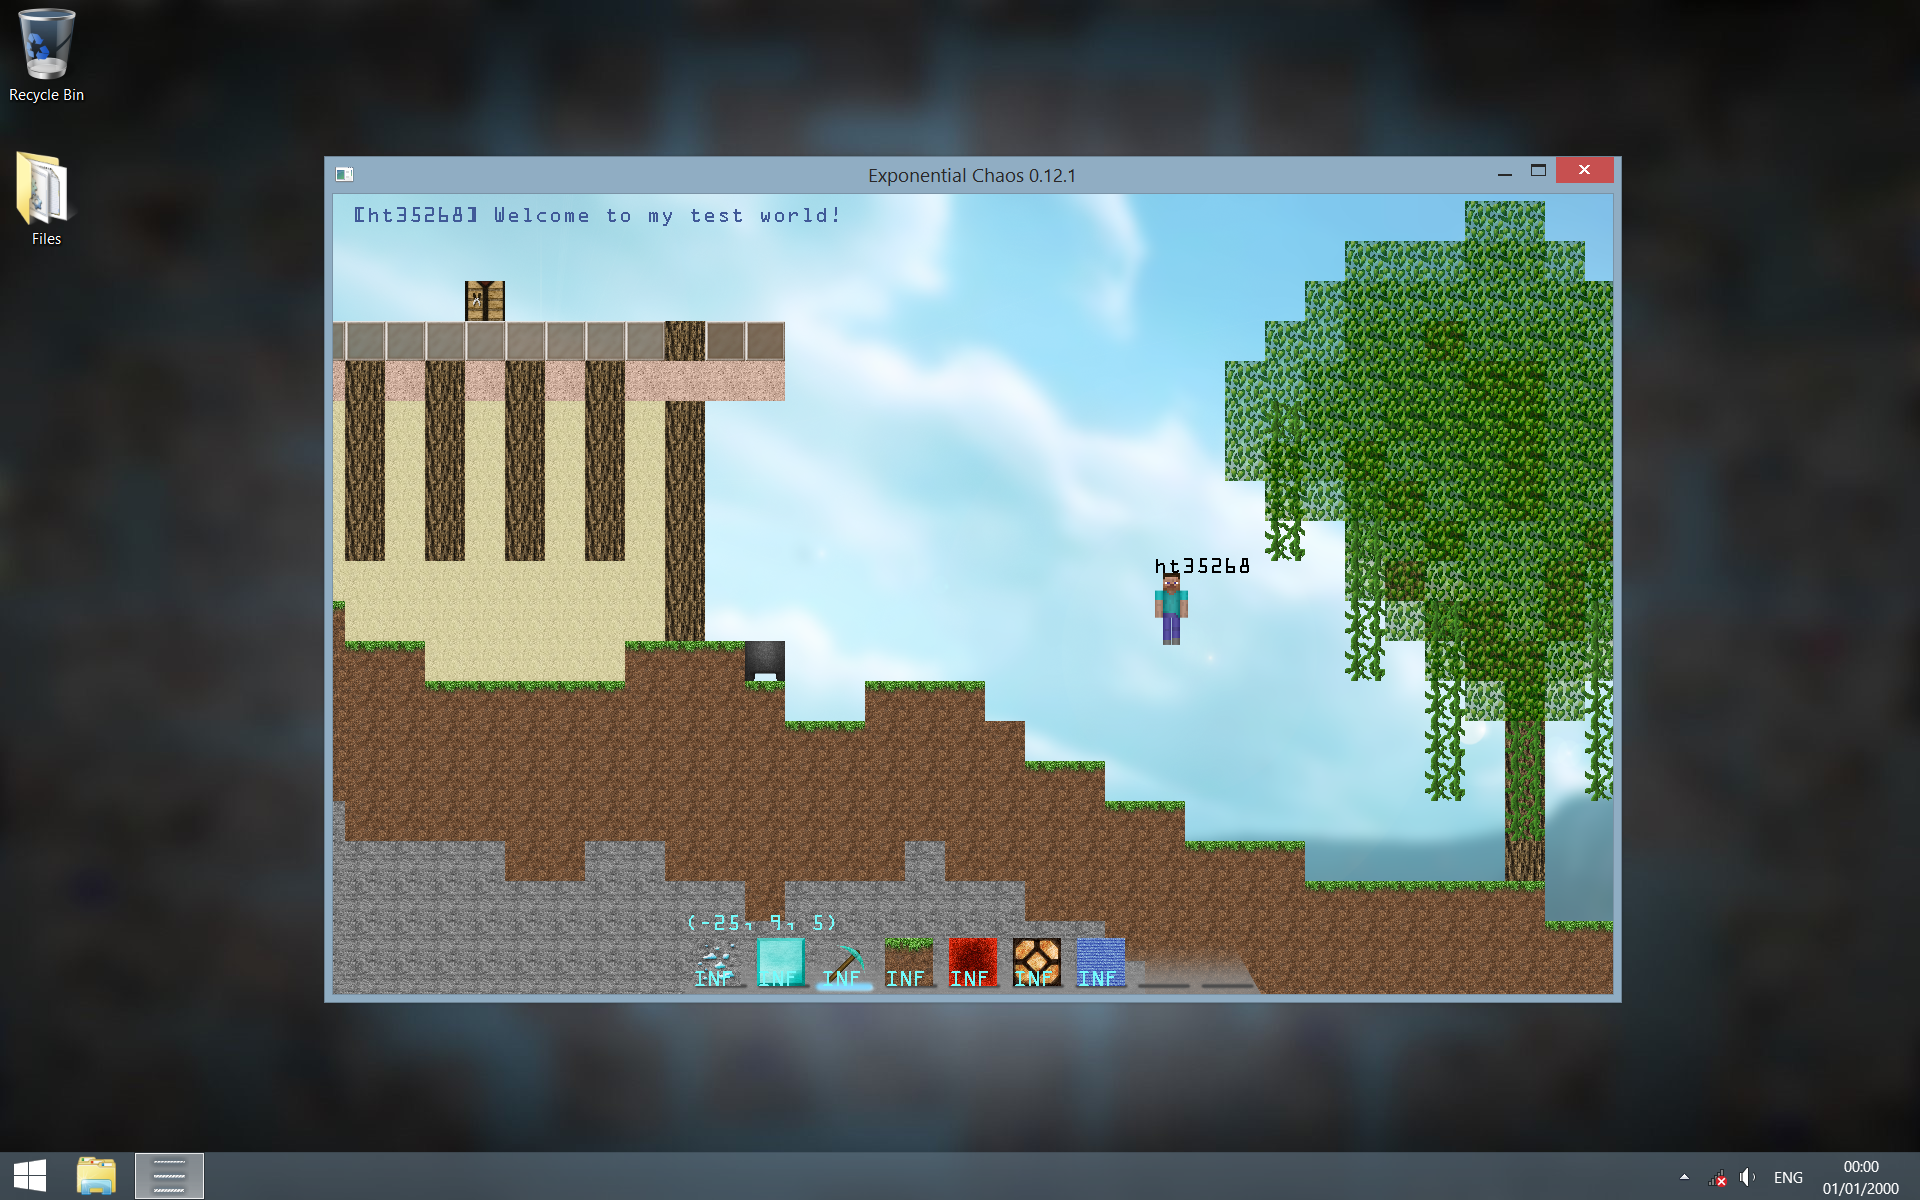 Recycle Bin
Files
Exponential Chaos 0.12.1
[ht35268] Welcome to my test world!
ht35268
(-25, 9, 5)
INF INF INF INF INF INF INF
ENG
00:00
01/01/2000